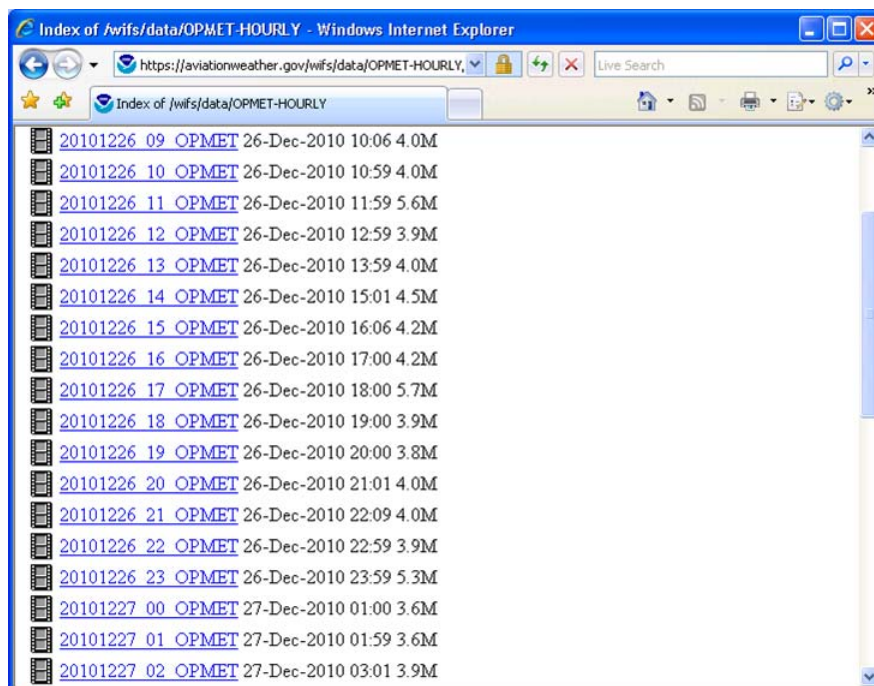 Index of /wifs/data/OPMET-HOURLY - Windows Internet Explorer
https://aviationweather.gov/wifs/data/OPMET-HOURLY,
Live Search
Index of /wifs/data/OPMET-HOURLY
20101226_09_OPMET 26-Dec-2010 10:06 4.0M
20101226_10_OPMET 26-Dec-2010 10:59 4.0M
20101226_11_OPMET 26-Dec-2010 11:59 5.6M
20101226_12_OPMET 26-Dec-2010 12:59 3.9M
20101226_13_OPMET 26-Dec-2010 13:59 4.0M
20101226_14_OPMET 26-Dec-2010 15:01 4.5M
20101226_15_OPMET 26-Dec-2010 16:06 4.2M
20101226_16_OPMET 26-Dec-2010 17:00 4.2M
20101226_17_OPMET 26-Dec-2010 18:00 5.7M
20101226_18_OPMET 26-Dec-2010 19:00 3.9M
20101226_19_OPMET 26-Dec-2010 20:00 3.8M
20101226_20_OPMET 26-Dec-2010 21:01 4.0M
20101226_21_OPMET 26-Dec-2010 22:09 4.0M
20101226_22_OPMET 26-Dec-2010 22:59 3.9M
20101226_23_OPMET 26-Dec-2010 23:59 5.3M
20101227_00_OPMET 27-Dec-2010 01:00 3.6M
20101227_01_OPMET 27-Dec-2010 01:59 3.6M
20101227_02_OPMET 27-Dec-2010 03:01 3.9M